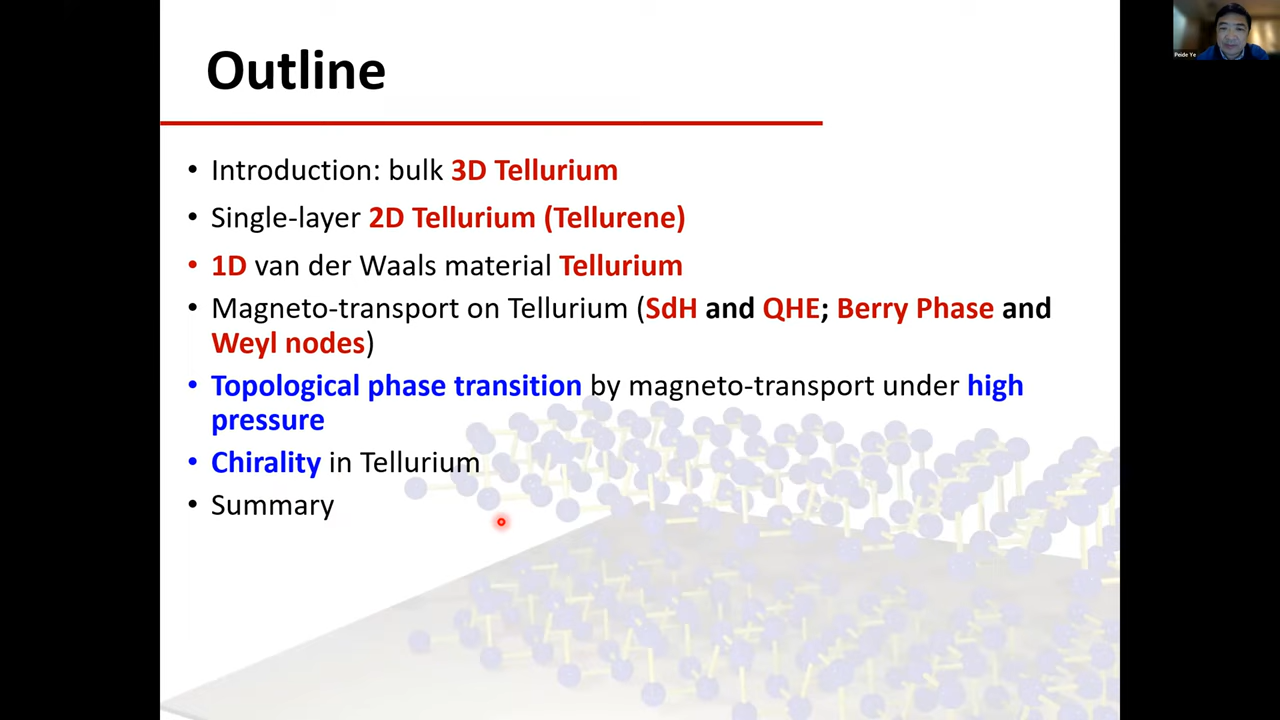 Outline
• Introduction: bulk 3D Tellurium
• Single-layer 2D Tellurium (Tellurene)
• 1D van der Waals material Tellurium
• Magneto-transport on Tellurium (SdH and QHE; Berry Phase and
Weyl nodes)
• Topological phase transition by magneto-transport under high
pressure
• Chirality in Tellurium
• Summary
Peide Ye